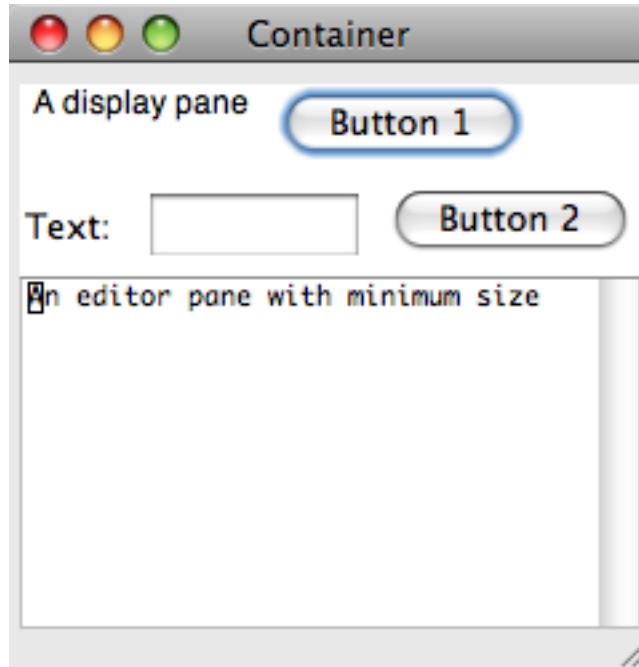 Container
A display pane Button 1
Text: Button 2
An editor pane with minimum size